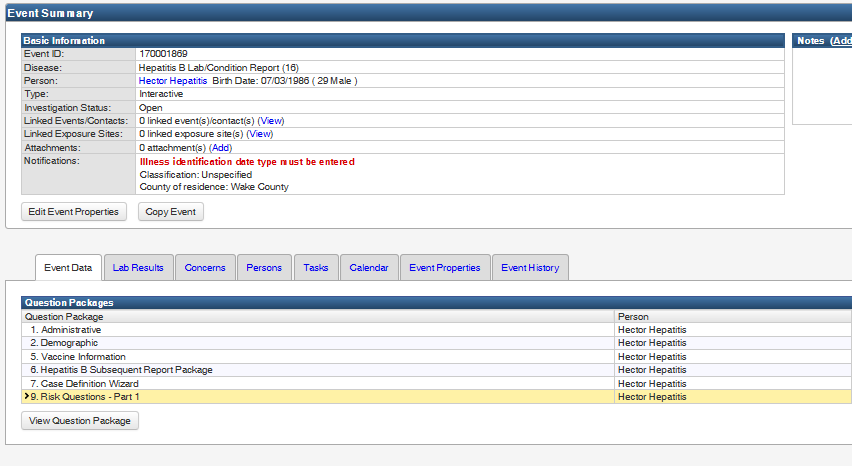 Event Summary
Basic Information
Notes (Add
Event ID: 170001869
Disease: Hepatitis B Lab/Condition Report (16)
Person: Hector Hepatitis Birth Date: 07/03/1986 ( 29 Male )
Type: Interactive
Investigation Status: Open
Linked Events/Contacts: 0 linked event(s)/contact(s) (View)
Linked Exposure Sites: 0 linked exposure site(s) (View)
Attachments: 0 attachment(s) (Add)
Notifications: Illness identification date type must be entered
Classification: Unspecified
County of residence: Wake County
Edit Event Properties Copy Event
Event Data Lab Results Concerns Persons Tasks Calendar Event Properties Event History
Question Packages
Question Package Person
1. Administrative Hector Hepatitis
2. Demographic Hector Hepatitis
5. Vaccine Information Hector Hepatitis
6. Hepatitis B Subsequent Report Package Hector Hepatitis
7. Case Definition Wizard Hector Hepatitis
9. Risk Questions - Part 1 Hector Hepatitis
View Question Package